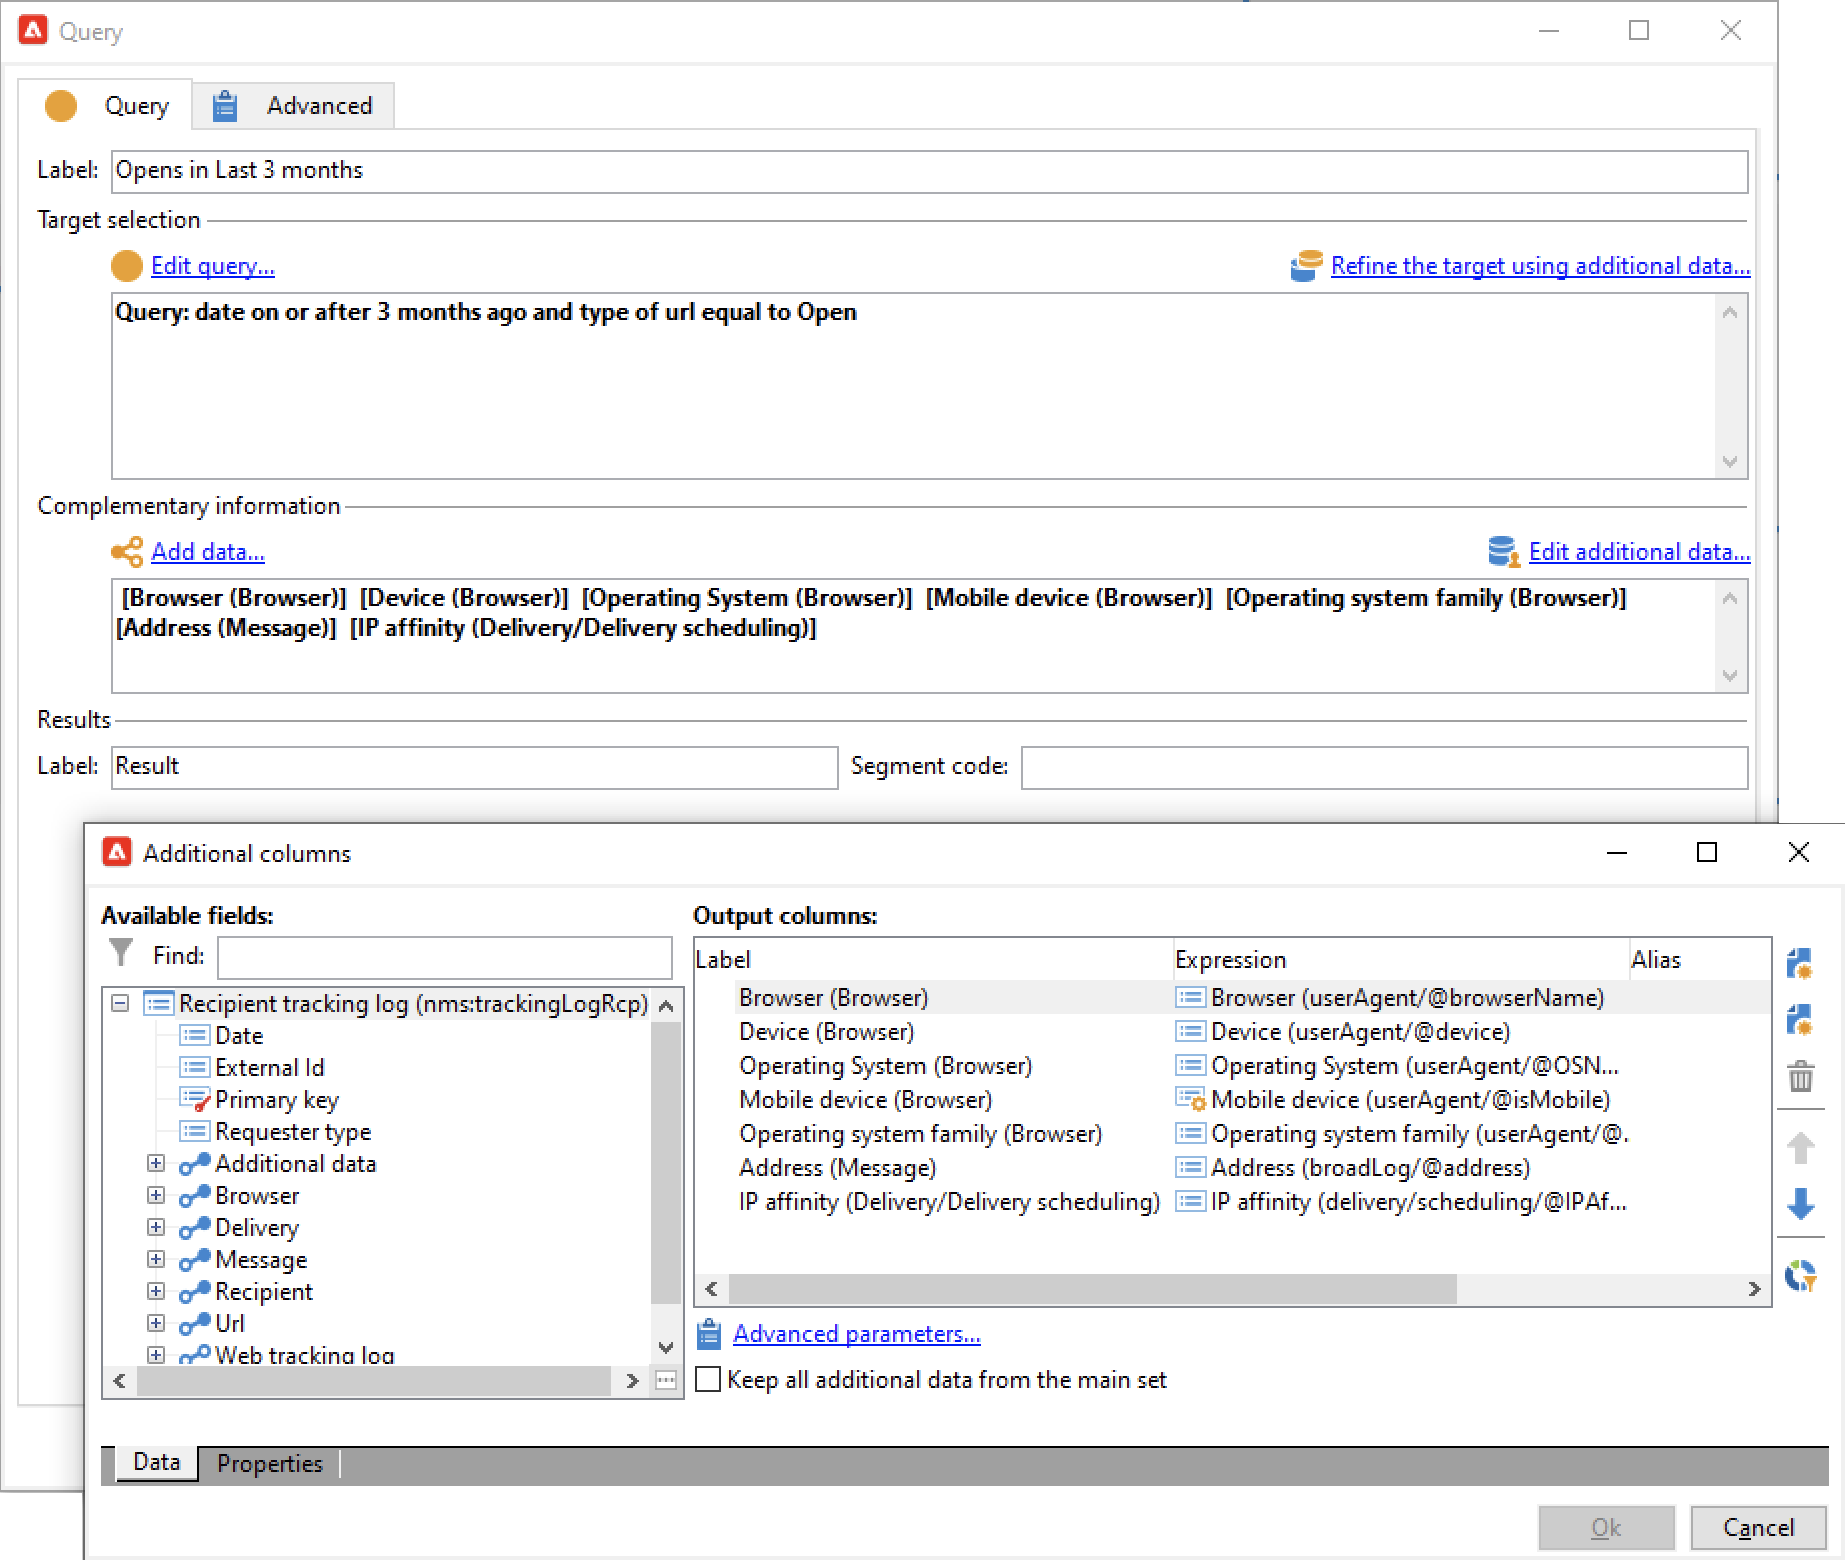 Query
Query Advanced
Label: Opens in Last 3 months
Target selection
Edit query... Refine the target using additional data...
Query: date on or after 3 months ago and type of url equal to Open
Complementary information
Add data... Edit additional data...
[Browser (Browser)] [Device (Browser)] [Operating System (Browser)] [Mobile device (Browser)] [Operating system family (Browser)]
[Address (Message)] [IP affinity (Delivery/Delivery scheduling)]
Results
Label: Result Segment code:
Additional columns
Available fields:
Find:
Recipient tracking log (nms:trackingLogRcp)
Date
External Id
Primary key
Requester type
Additional data
Browser
Delivery
Message
Recipient
Url
Web tracking log
Output columns:
Label Expression Alias
Browser (Browser) Browser (userAgent/@browserName)
Device (Browser) Device (userAgent/@device)
Operating System (Browser) Operating System (userAgent/@OSN...
Mobile device (Browser) Mobile device (userAgent/@isMobile)
Operating system family (Browser) Operating system family (userAgent/@.
Address (Message) Address (broadLog/@address)
IP affinity (Delivery/Delivery scheduling) IP affinity (delivery/scheduling/@IPAf...
Advanced parameters...
Keep all additional data from the main set
Data Properties
Ok Cancel